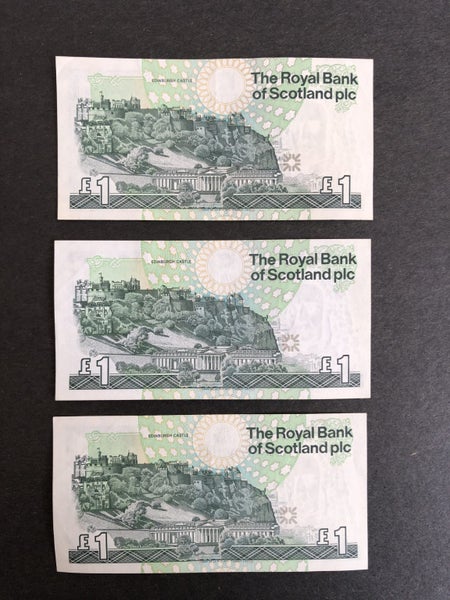 EDINBURGH CASTLE
The Royal Bank
of Scotland plc
£1 £1
EDINBURGH CASTLE
The Royal Bank
of Scotland plc
£1 £1
EDINBURGH CASTLE
The Royal Bank
of Scotland plc
£1 £1